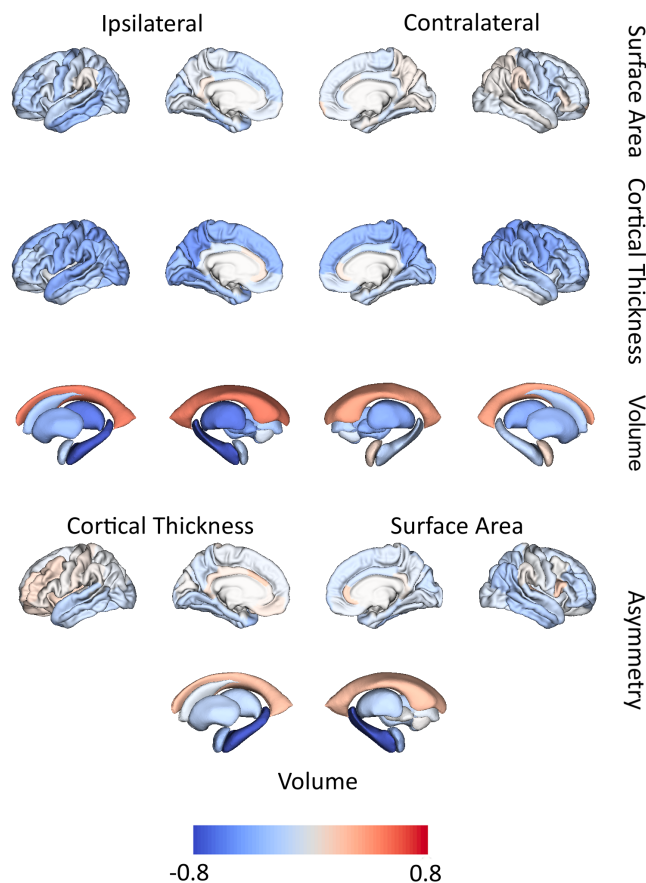 Ipsilateral
Contralateral
Surface Area
Cortical Thickness
Volume
Cortical Thickness
Surface Area
Asymmetry
Volume
-0.8
0.8